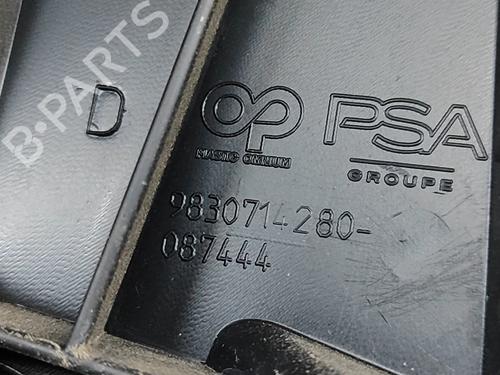 B-PARTS
D
OP
PLASTIC OMNIUM
PSA
GROUPE
9830714280-
087444